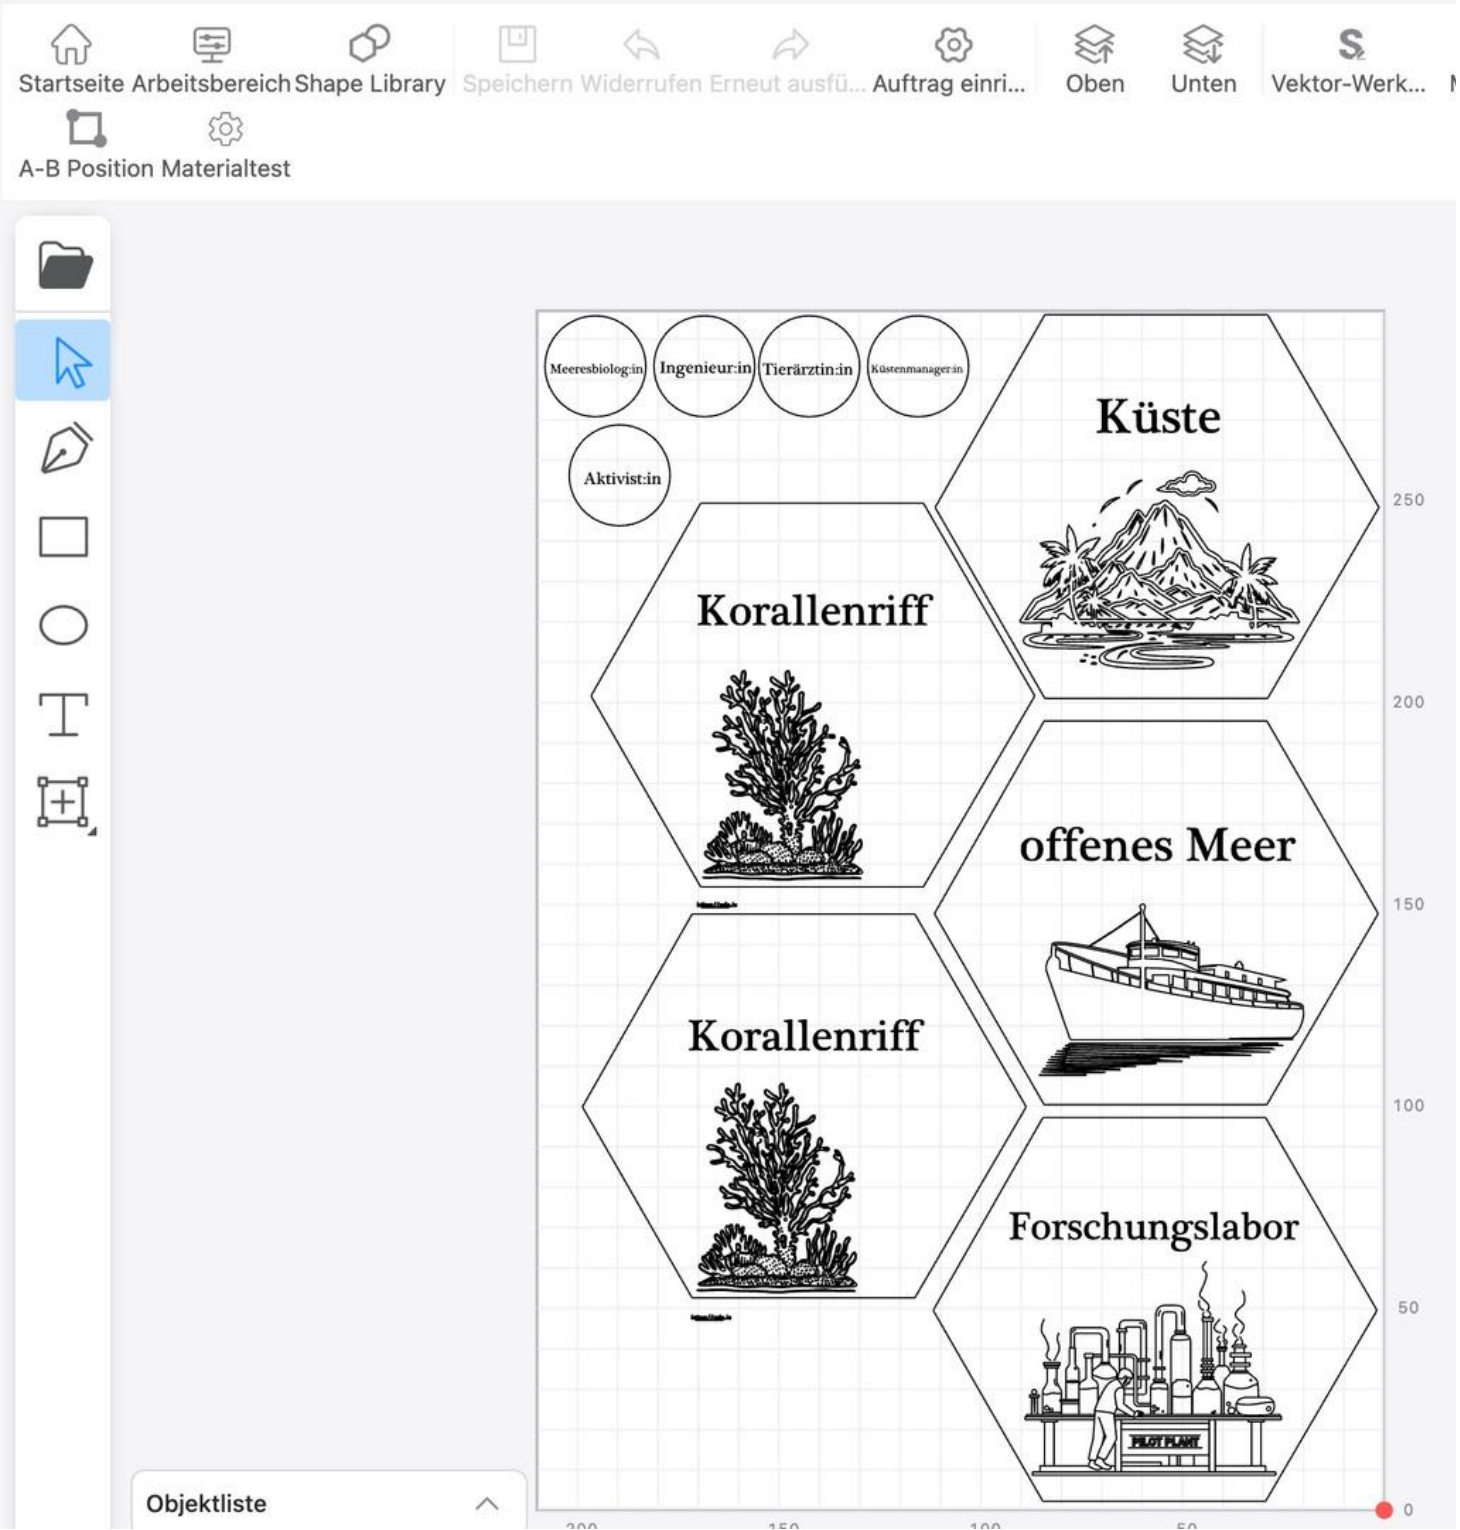 Startseite Arbeitsbereich Shape Library Speichern Widerrufen Erneut ausfü... Auftrag einri... Oben Unten Vektor-Werk...
A-B Position Materialtest
Meeresbiolog:in Ingenieur:in Tierärztin:in Küstenmanager:in
Aktivist:in
Küste
250
Korallenriff
200
offenes Meer
150
Korallenriff
100
Forschungslabor
50
PILOT PLANT
Objektliste
0
200 150 100 50